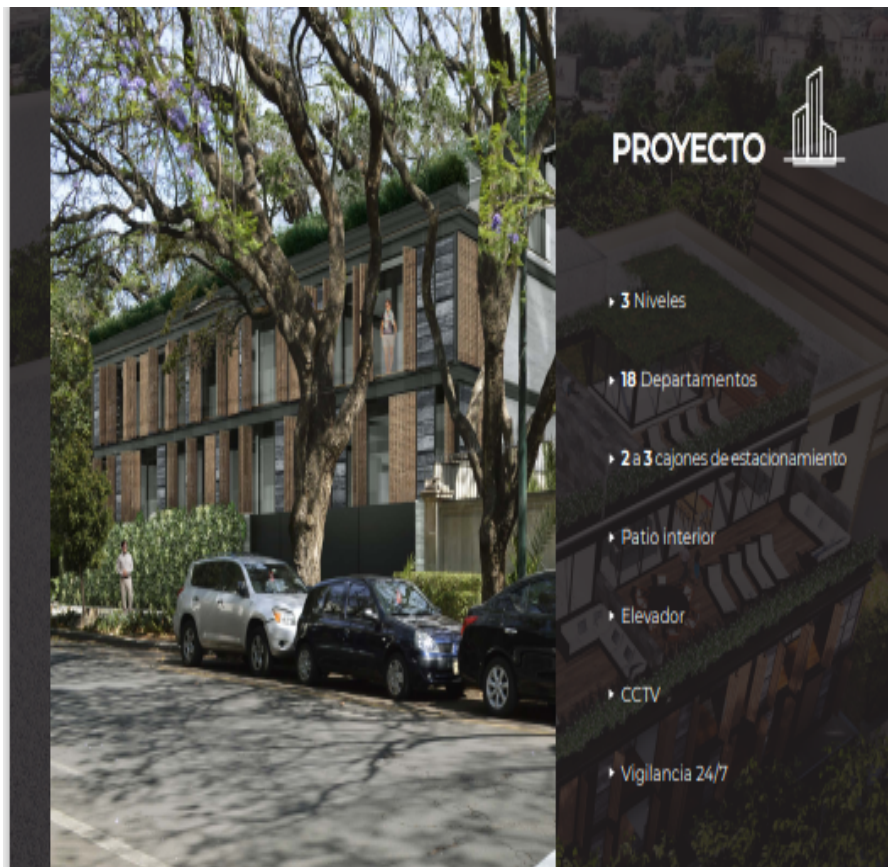 PROYECTO
3 Niveles
18 Departamentos
2 a 3 cajones de estacionamiento
Patio interior
Elevador
CCTV
Vigilancia 24/7